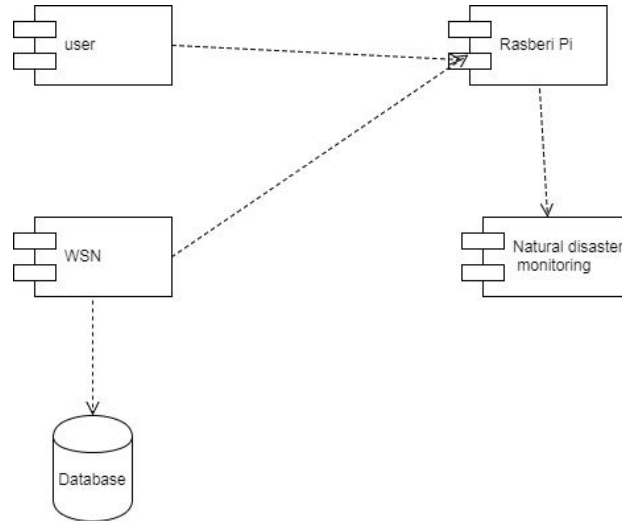 user
Rasberi Pi
WSN
Natural disaster
monitoring
Database